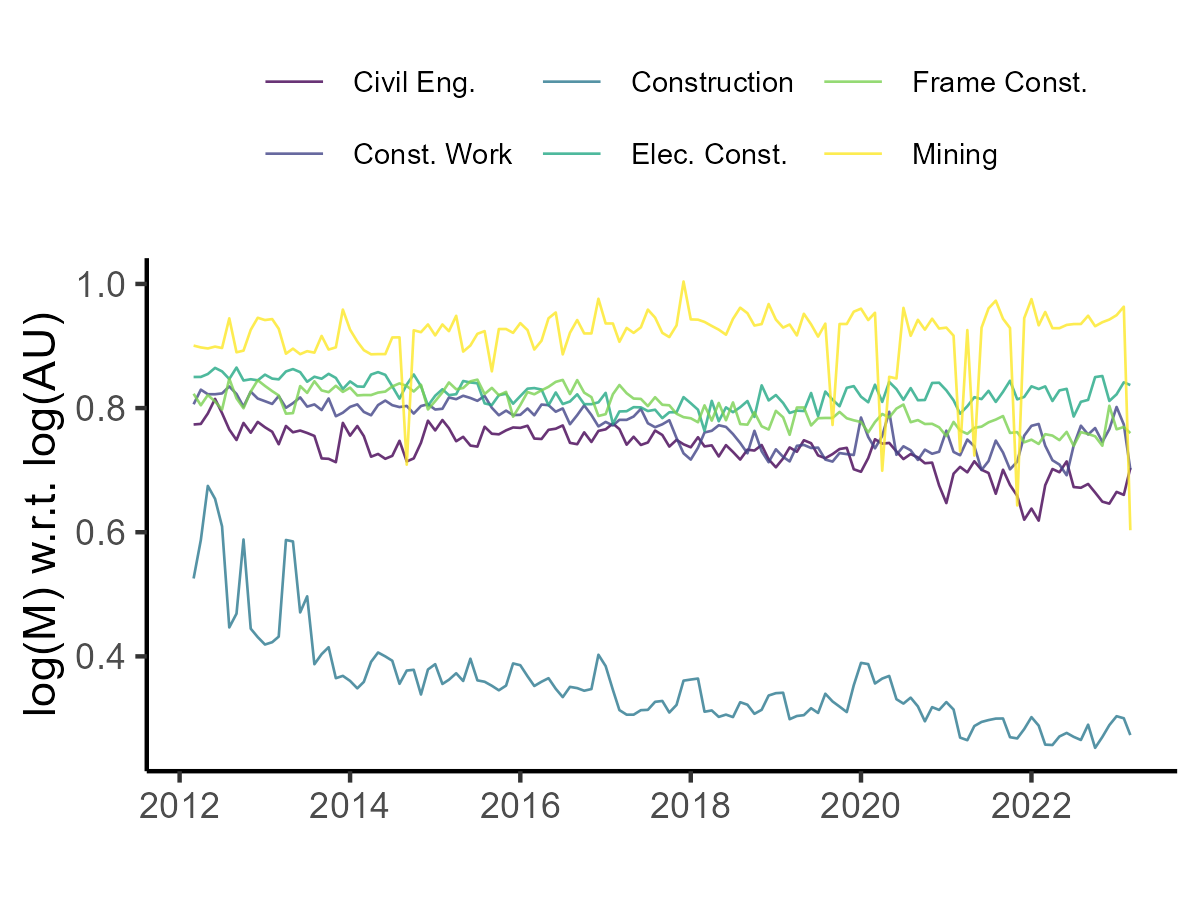 Civil Eng. Construction Frame Const.
Const. Work Elec. Const. Mining
log(M) w.r.t. log(AU)
1.0
0.8
0.6
0.4
2012 2014 2016 2018 2020 2022